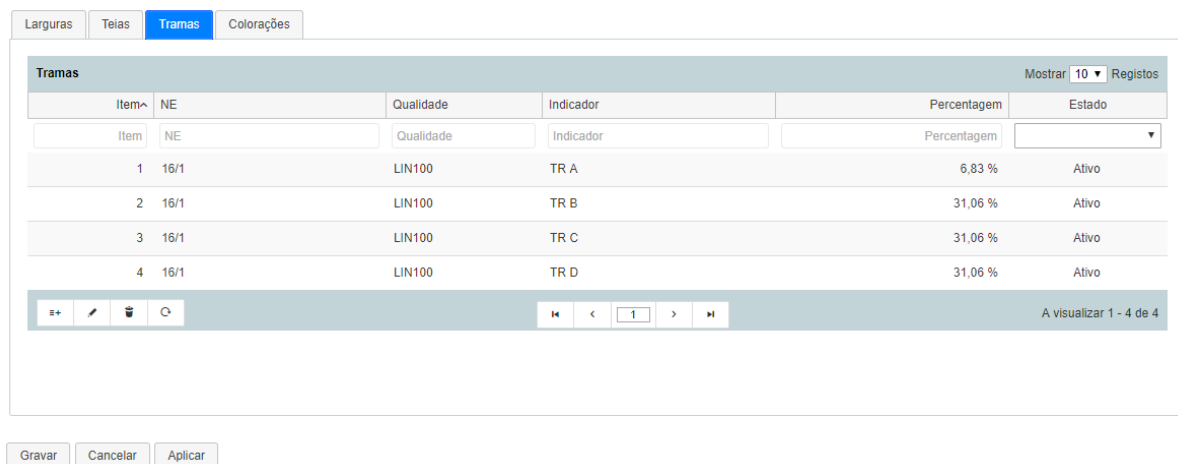 Larguras Teias Tramas Colorações
Tramas Mostrar 10 Registos
Item NE Qualidade Indicador Percentagem Estado
Item NE Qualidade Indicador Percentagem
1 16/1 LIN100 TR A 6,83 % Ativo
2 16/1 LIN100 TR B 31,06 % Ativo
3 16/1 LIN100 TR C 31,06 % Ativo
4 16/1 LIN100 TR D 31,06 % Ativo
1 A visualizar 1 - 4 de 4
Gravar Cancelar Aplicar